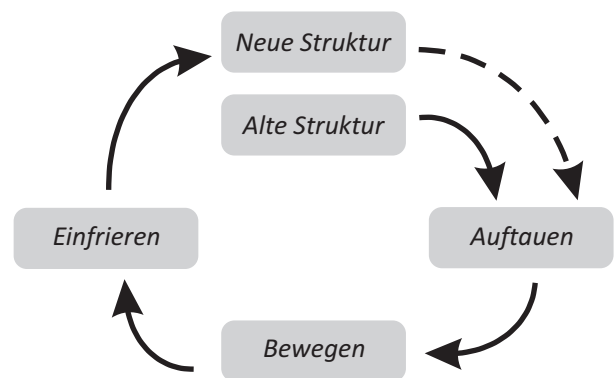 Neue Struktur
Alte Struktur
Einfrieren
Auftauen
Bewegen